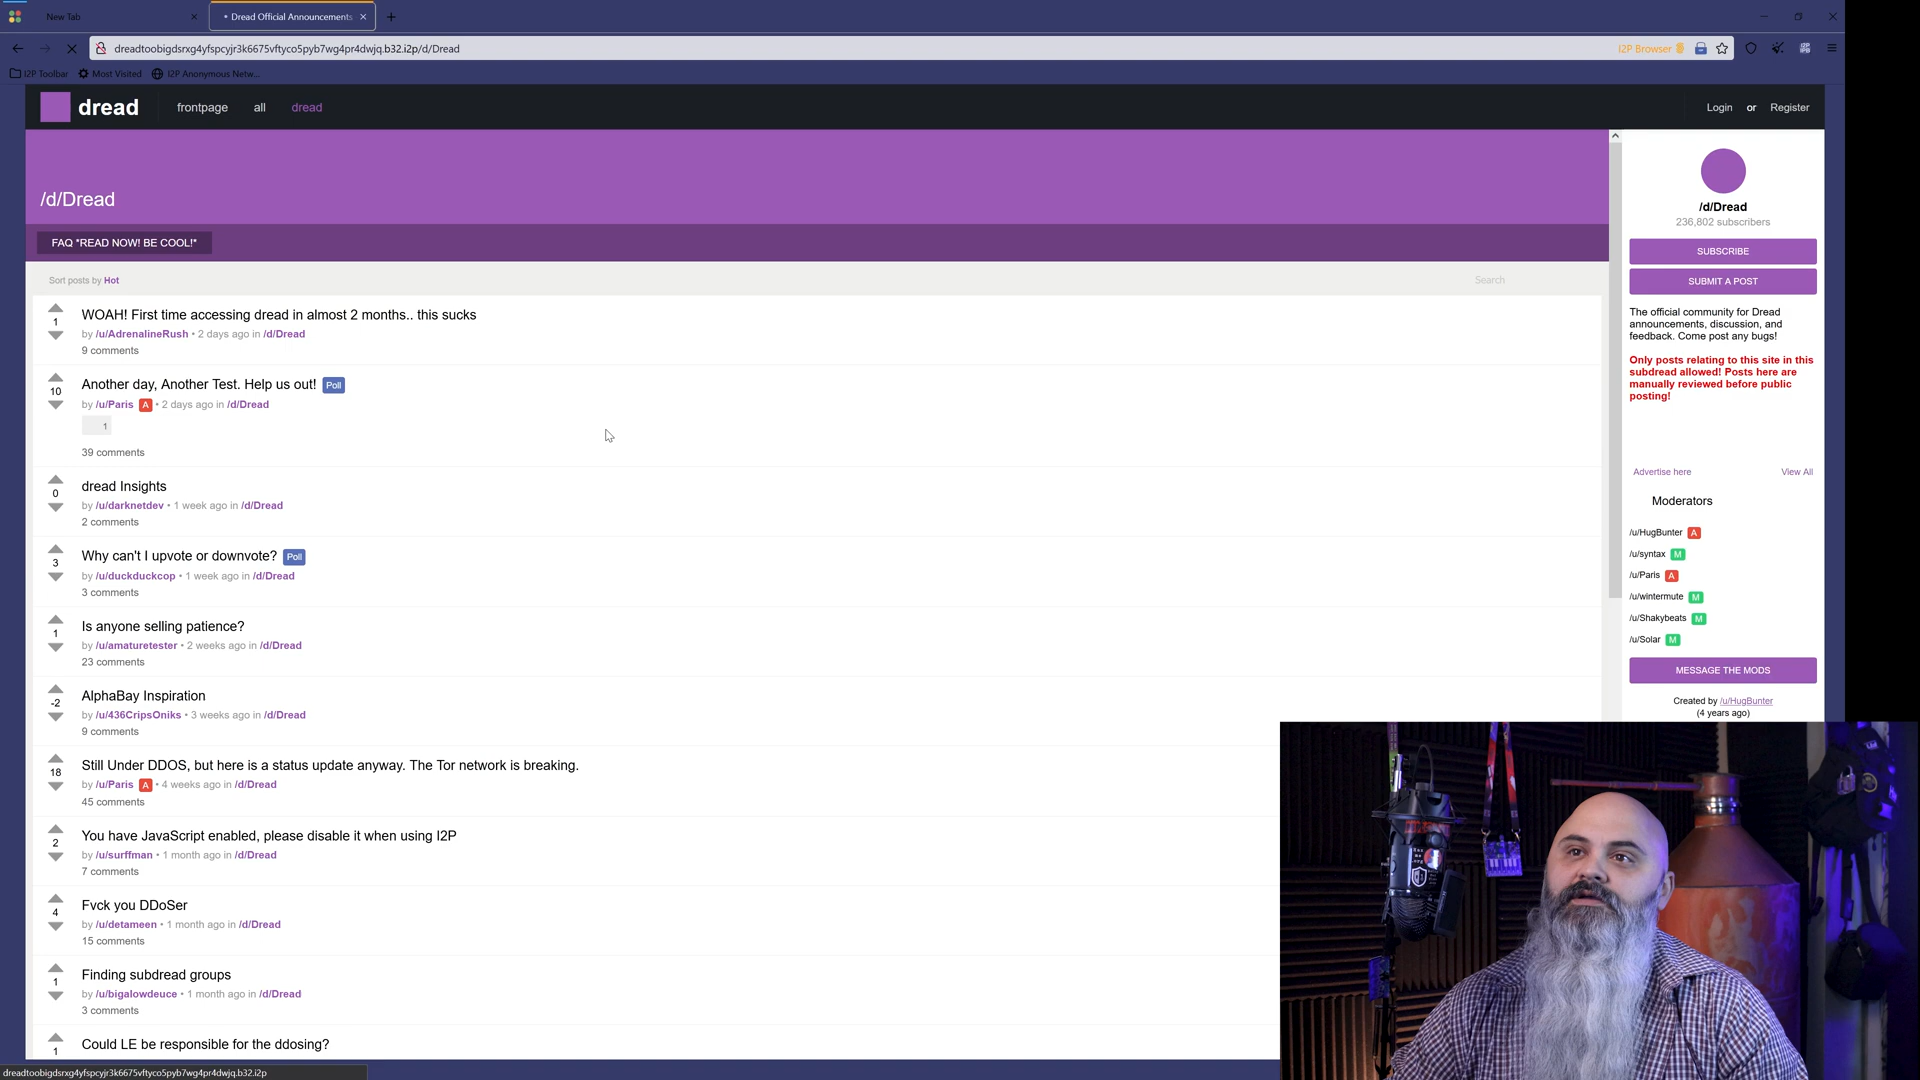 New Tab
• Dread Official Announcements
dreadtoobigdsrxg4yfspcyjr3k6675vftyco5pyb7wg4pr4dwjq.b32.i2p/d/Dread
I2P Browser
I2P Toolbar
Most Visited
I2P Anonymous Netw...
dread
frontpage
all
dread
Login or Register
/d/Dread
FAQ *READ NOW! BE COOL!*
Sort posts by Hot
Search
1
WOAH! First time accessing dread in almost 2 months.. this sucks
by /u/AdrenalineRush • 2 days ago in /d/Dread
9 comments
10
Another day, Another Test. Help us out! Poll
by /u/Paris A • 2 days ago in /d/Dread
1
39 comments
0
dread Insights
by /u/darknetdev • 1 week ago in /d/Dread
2 comments
3
Why can't I upvote or downvote? Poll
by /u/duckduckcop • 1 week ago in /d/Dread
3 comments
1
Is anyone selling patience?
by /u/amaturetester • 2 weeks ago in /d/Dread
23 comments
-2
AlphaBay Inspiration
by /u/436CripsOniks • 3 weeks ago in /d/Dread
9 comments
18
Still Under DDOS, but here is a status update anyway. The Tor network is breaking.
by /u/Paris A • 4 weeks ago in /d/Dread
45 comments
2
You have JavaScript enabled, please disable it when using I2P
by /u/surffman • 1 month ago in /d/Dread
7 comments
4
Fvck you DDoSer
by /u/detameen • 1 month ago in /d/Dread
15 comments
1
Finding subdread groups
by /u/bigalowdeuce • 1 month ago in /d/Dread
3 comments
1
Could LE be responsible for the ddosing?
dreadtoobigdsrxg4yfspcyjr3k6675vftyco5pyb7wg4pr4dwjq.b32.i2p
/d/Dread
236,802 subscribers
SUBSCRIBE
SUBMIT A POST
The official community for Dread
announcements, discussion, and
feedback. Come post any bugs!
Only posts relating to this site in this
subdread allowed! Posts here are
manually reviewed before public
posting!
Advertise here
View All
Moderators
/u/HugBunter A
/u/syntax M
/u/Paris A
/u/wintermute M
/u/Shakybeats M
/u/Solar M
MESSAGE THE MODS
Created by /u/HugBunter
(4 years ago)